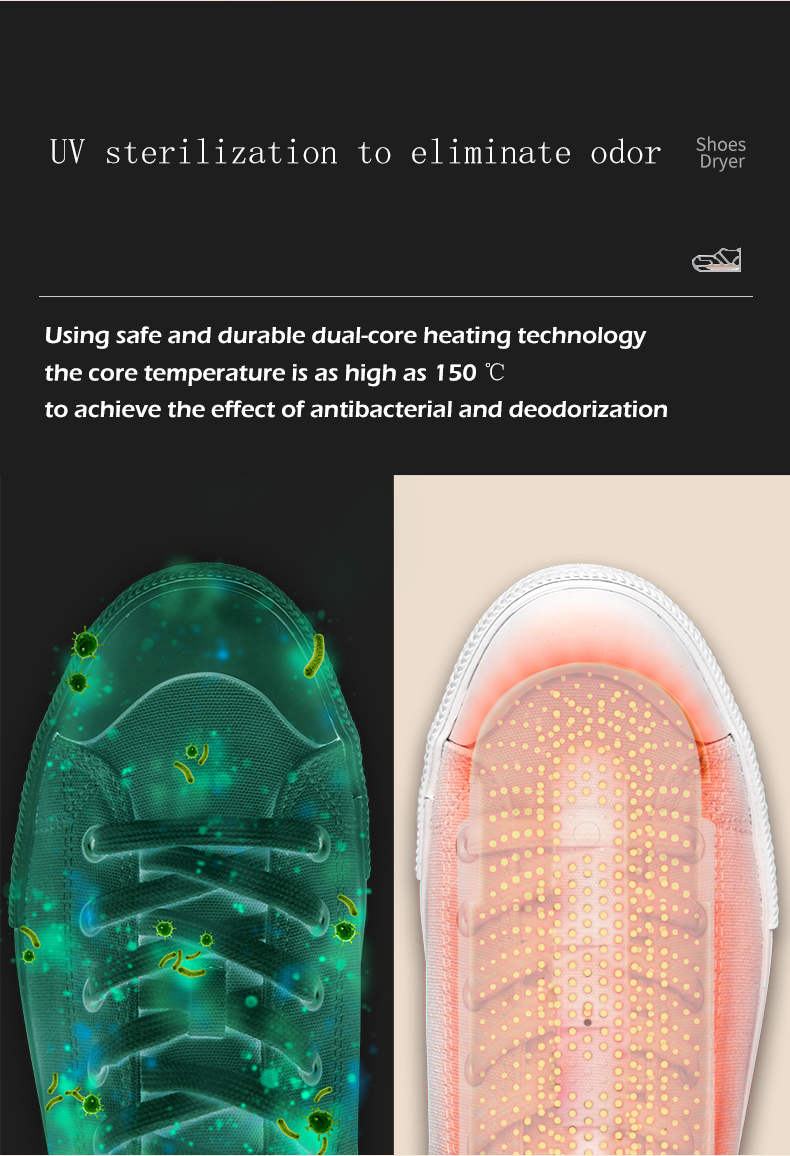 UV sterilization to eliminate odor
Shoes
Dryer
Using safe and durable dual-core heating technology
the core temperature is as high as 150 ℃
to achieve the effect of antibacterial and deodorization